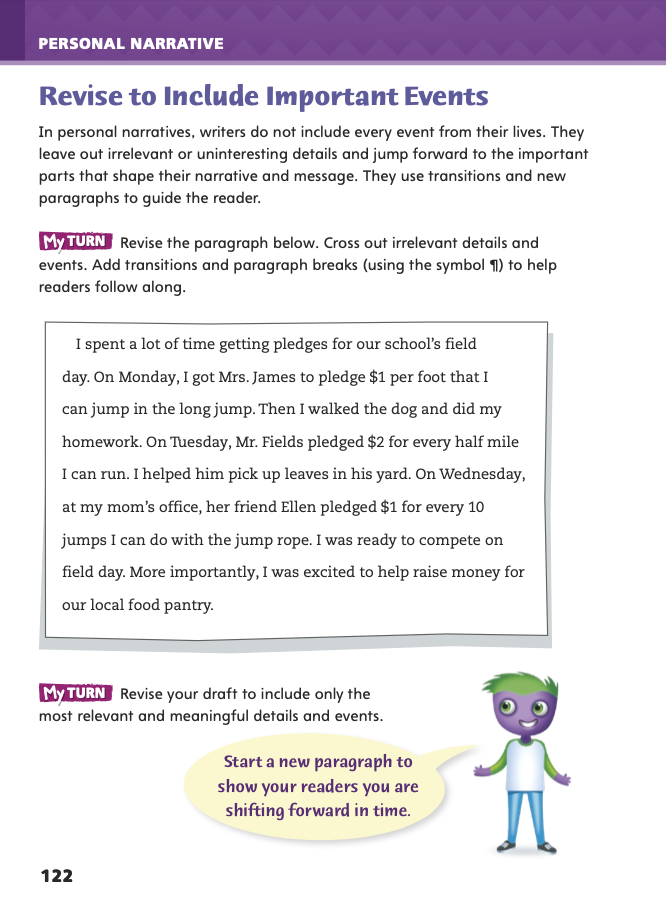 PERSONAL NARRATIVE
Revise to Include Important Events
In personal narratives, writers do not include every event from their lives. They
leave out irrelevant or uninteresting details and jump forward to the important
parts that shape their narrative and message. They use transitions and new
paragraphs to guide the reader.
My TURN Revise the paragraph below. Cross out irrelevant details and
events. Add transitions and paragraph breaks (using the symbol ¶) to help
readers follow along.
I spent a lot of time getting pledges for our school’s field
day. On Monday, I got Mrs. James to pledge $1 per foot that I
can jump in the long jump. Then I walked the dog and did my
homework. On Tuesday, Mr. Fields pledged $2 for every half mile
I can run. I helped him pick up leaves in his yard. On Wednesday,
at my mom’s office, her friend Ellen pledged $1 for every 10
jumps I can do with the jump rope. I was ready to compete on
field day. More importantly, I was excited to help raise money for
our local food pantry.
My TURN Revise your draft to include only the
most relevant and meaningful details and events.
Start a new paragraph to
show your readers you are
shifting forward in time.
122